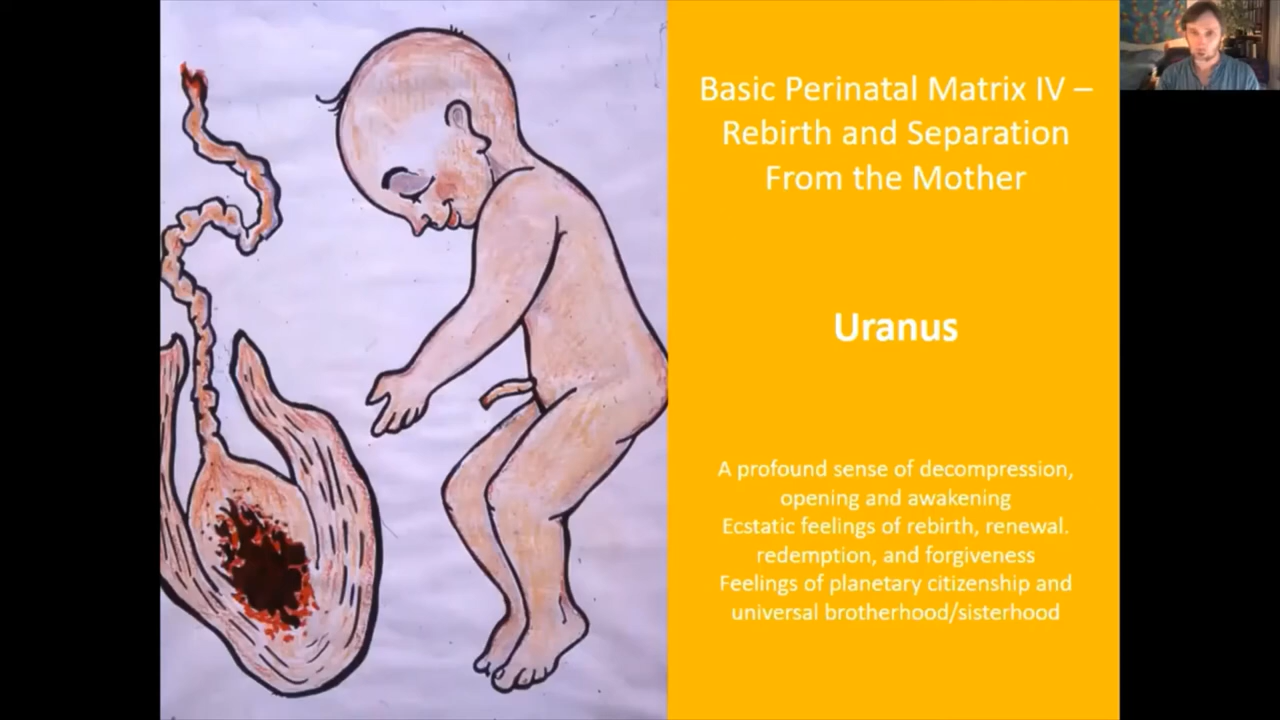 Basic Perinatal Matrix IV –
Rebirth and Separation
From the Mother
Uranus
A profound sense of decompression,
opening and awakening
Ecstatic feelings of rebirth, renewal.
redemption, and forgiveness
Feelings of planetary citizenship and
universal brotherhood/sisterhood